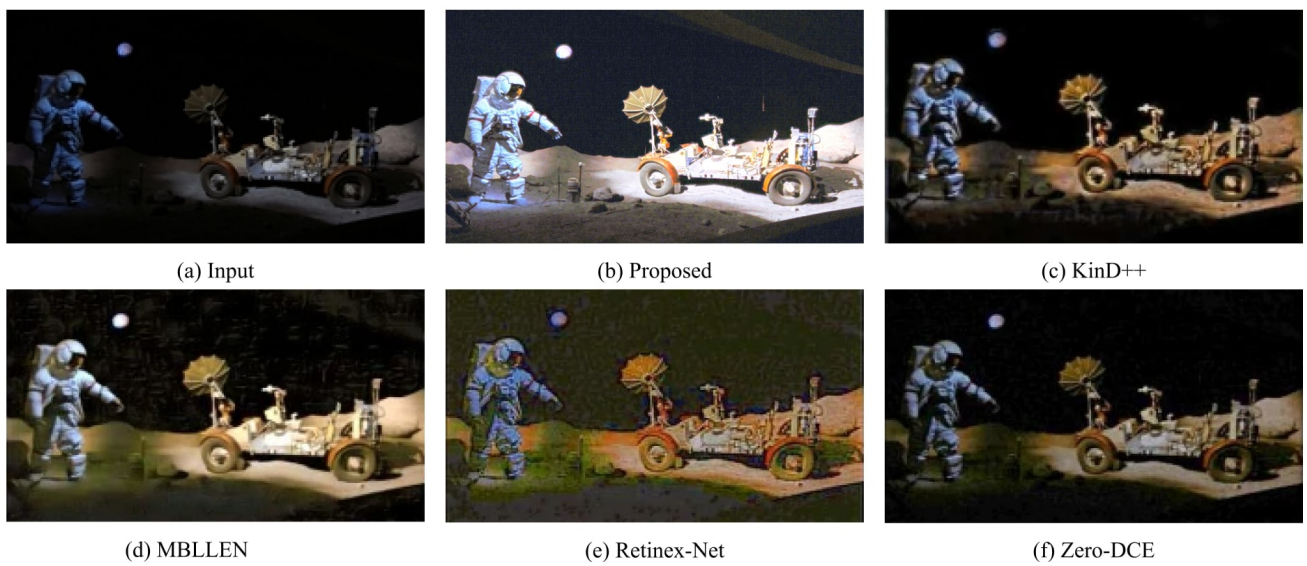 (a) Input
(b) Proposed
(c) KinD++
(d) MBLLEN
(e) Retinex-Net
(f) Zero-DCE